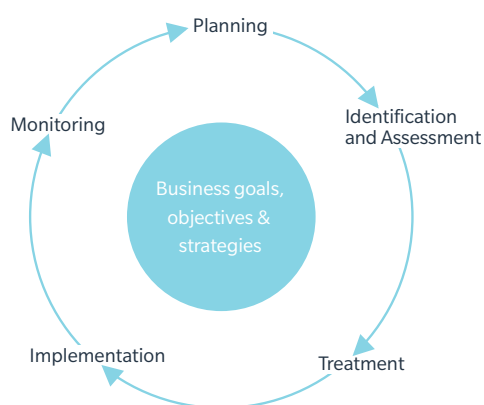 Planning
Identification
and Assessment
Treatment
Implementation
Monitoring
Business goals,
objectives &
strategies